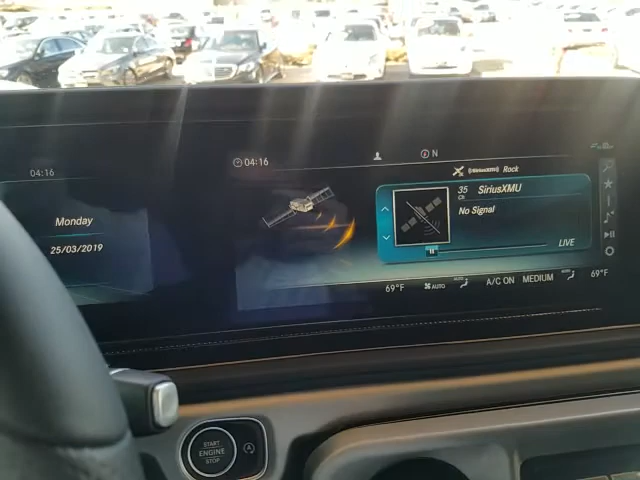 04:16
Monday
25/03/2019
04:16
N
SiriusXM Rock
35 SiriusXMU
Ch
No Signal
LIVE
69°F
AUTO
A/C ON MEDIUM
69°F
START
ENGINE
STOP
A